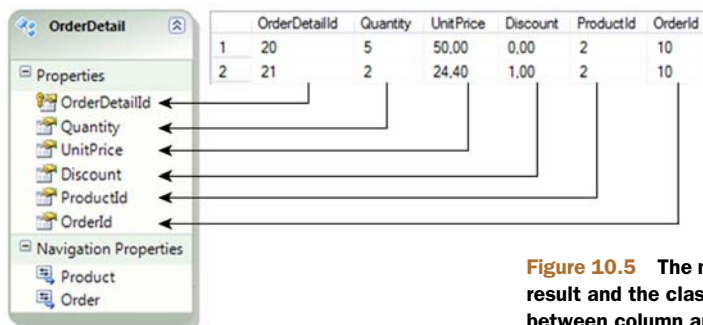 OrderDetail
Properties
OrderDetailId
Quantity
UnitPrice
Discount
ProductId
OrderId
Navigation Properties
Product
Order
OrderDetailId Quantity UnitPrice Discount ProductId OrderId
1 20 5 50,00 0,00 2 10
2 21 2 24,40 1,00 2 10
Figure 10.5 The
result and the
between column